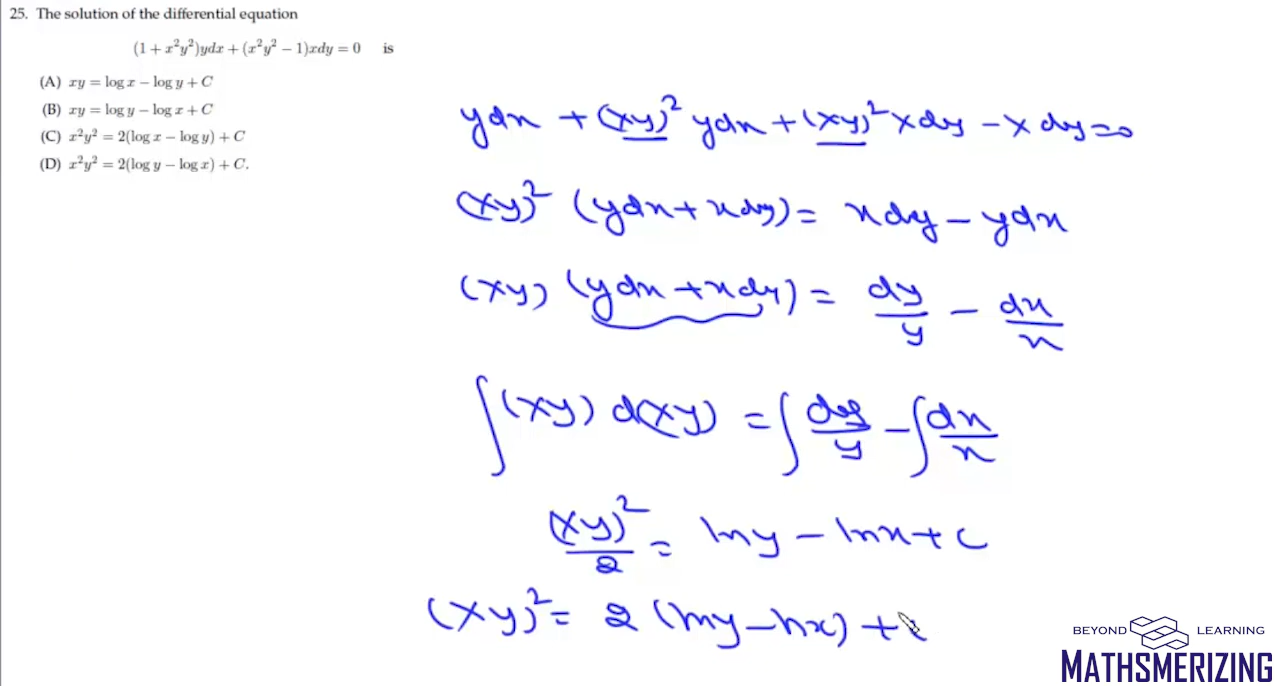 25. The solution of the differential equation
(1 + x²y²)ydx + (x²y² − 1)xdy = 0 is
(A) xy = log x − log y + C
(B) xy = log y − log x + C
(C) x²y² = 2(log x − log y) + C
(D) x²y² = 2(log y − log x) + C.
ydx + (xy)² ydx + (xy)² xdy − xdy = 0
(xy)² (ydx + xdy) = xdy − ydx
(xy) (ydx + xdy) = dy/y − dx/x
∫(xy) d(xy) = ∫dy/y − ∫dx/x
(xy)²/2 = lny − lnx + c
(xy)² = 2 (lny − lnx) +
BEYOND LEARNING
MATHSMERIZING